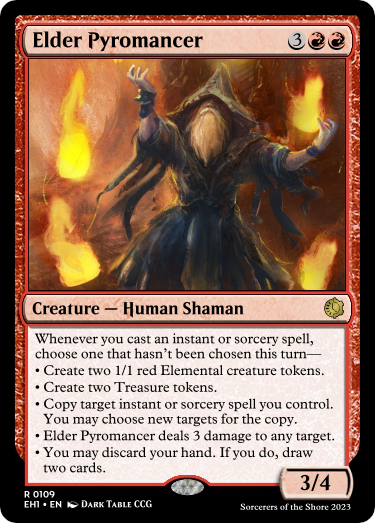 Elder Pyromancer 3
Creature — Human Shaman
Whenever you cast an instant or sorcery spell,
choose one that hasn't been chosen this turn—
• Create two 1/1 red Elemental creature tokens.
• Create two Treasure tokens.
• Copy target instant or sorcery spell you control.
You may choose new targets for the copy.
• Elder Pyromancer deals 3 damage to any target.
• You may discard your hand. If you do, draw
two cards.
3/4
R 0109
EH1 • EN Dark Table CCG
Sorcerers of the Shore 2023